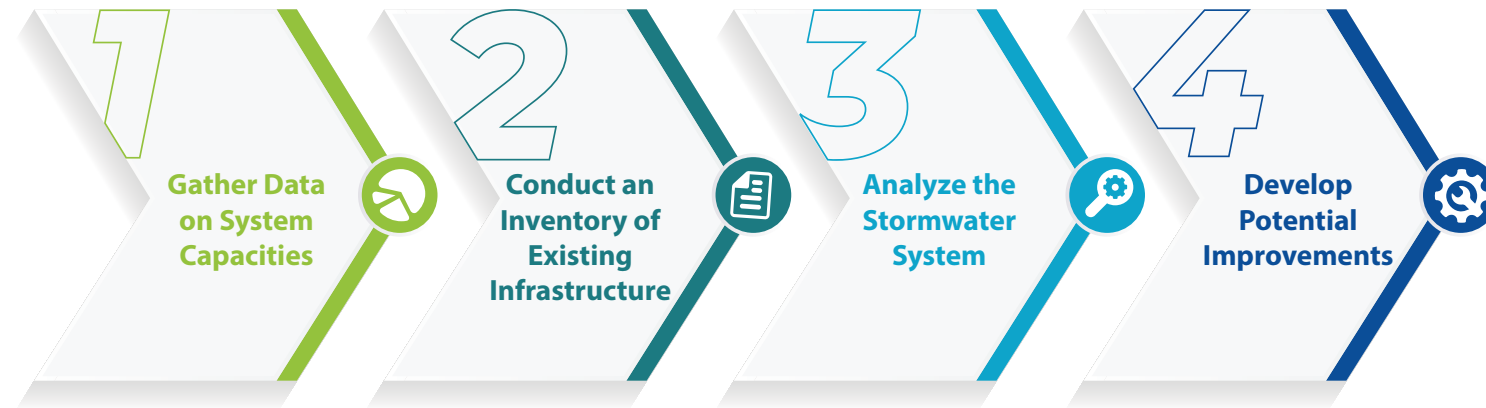 1
Gather Data
on System
Capacities
2
Conduct an
Inventory of
Existing
Infrastructure
3
Analyze the
Stormwater
System
4
Develop
Potential
Improvements